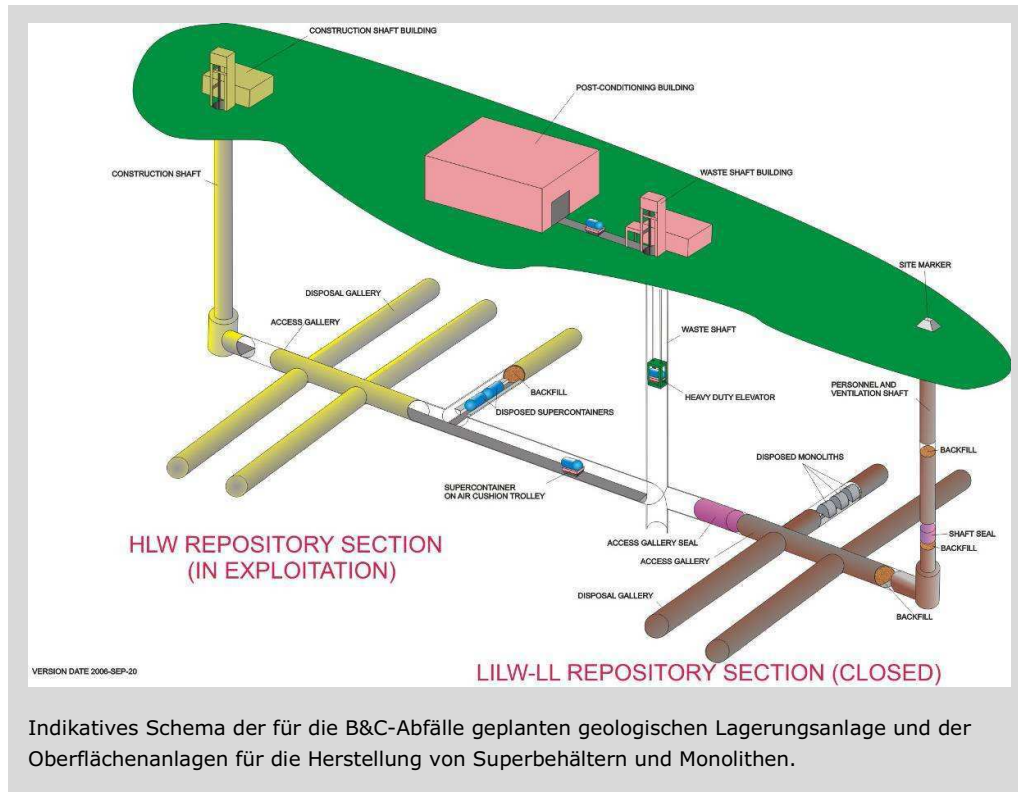 CONSTRUCTION SHAFT BUILDING
POST-CONDITIONING BUILDING
CONSTRUCTION SHAFT
WASTE SHAFT BUILDING
SITE MARKER
DISPOSAL GALLERY
ACCESS GALLERY
WASTE SHAFT
PERSONNEL AND
VENTILATION SHAFT
BACKFILL
HEAVY DUTY ELEVATOR
DISPOSED SUPERCONTAINERS
BACKFILL
DISPOSED MONOLITHS
SUPERCONTAINER
ON AIR CUSHION TROLLEY
SHAFT SEAL
BACKFILL
ACCESS GALLERY SEAL
ACCESS GALLERY
HLW REPOSITORY SECTION
(IN EXPLOITATION)
DISPOSAL GALLERY
BACKFILL
VERSION DATE 2006-SEP-20
LILW-LL REPOSITORY SECTION (CLOSED)
Indikatives Schema der für die B&C-Abfälle geplanten geologischen Lagerungsanlage und der
Oberflächenanlagen für die Herstellung von Superbehältern und Monolithen.